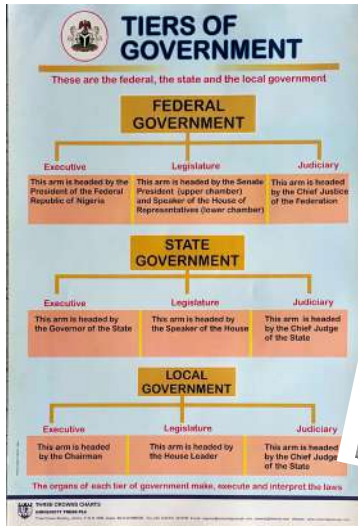 TIERS OF
GOVERNMENT
These are the federal, the state and the local government
FEDERAL
GOVERNMENT
Executive
Legislature
Judiciary
This arm is headed by the
President of the Federal
Republic of Nigeria
This arm is headed by the Senate
President (upper chamber)
and Speaker of the House of
Representatives (lower chamber)
This arm is headed
by the Chief Justice
of the Federation
STATE
GOVERNMENT
Executive
Legislature
Judiciary
This arm is headed by
the Governor of the State
This arm is headed
by the Speaker of the House
This arm is headed
by the Chief Judge
of the State
LOCAL
GOVERNMENT
Executive
Legislature
Judiciary
This arm is headed
by the Chairman
This arm is headed by
the House Leader
This arm is headed
by the Chief Judge
of the State
The organs of each tier of government make, execute and interpret the laws
THREE CROWNS CHARTS
UNIVERSITY PRESS PLC